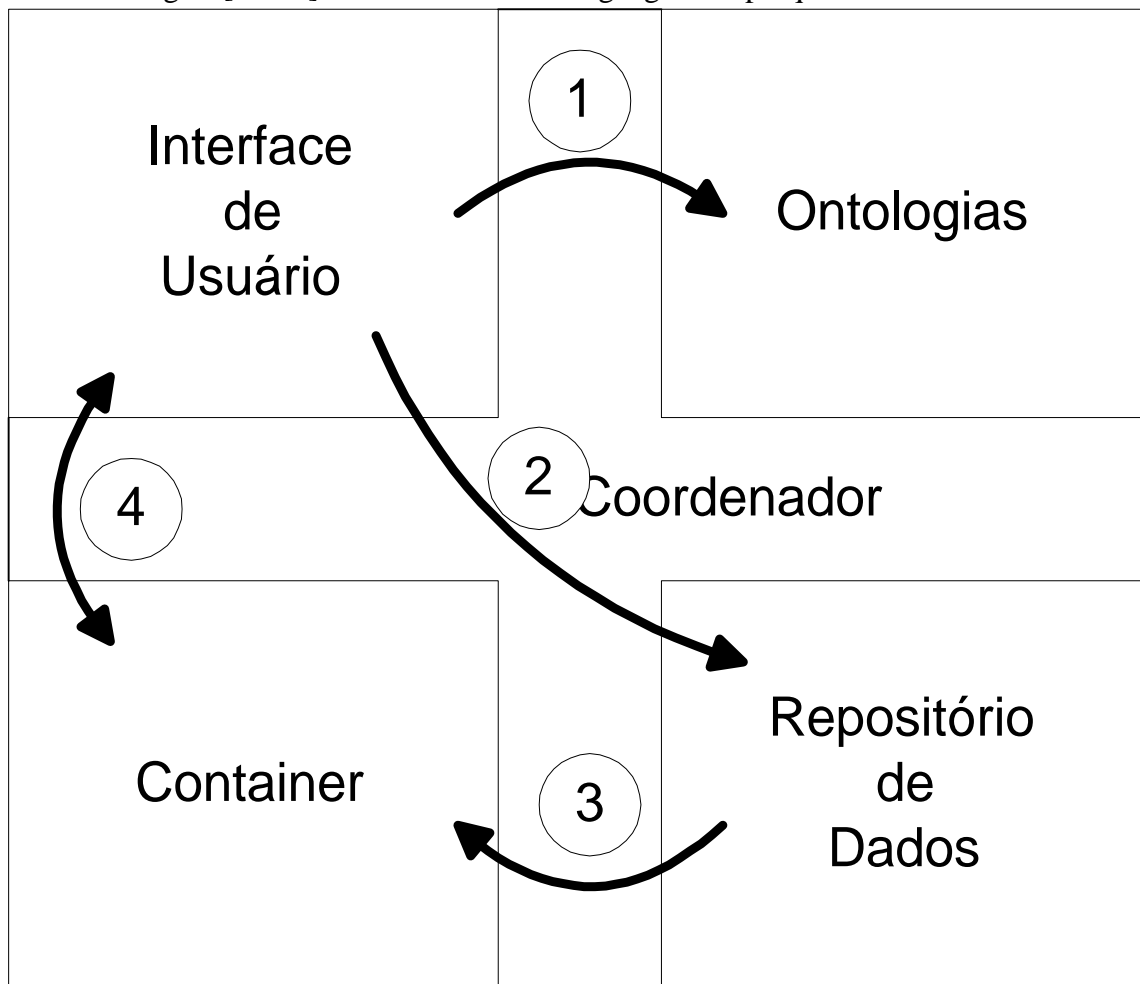 1
Interface
de
Usuário
Ontologias
2
Coordenador
4
Container
3
Repositório
de
Dados